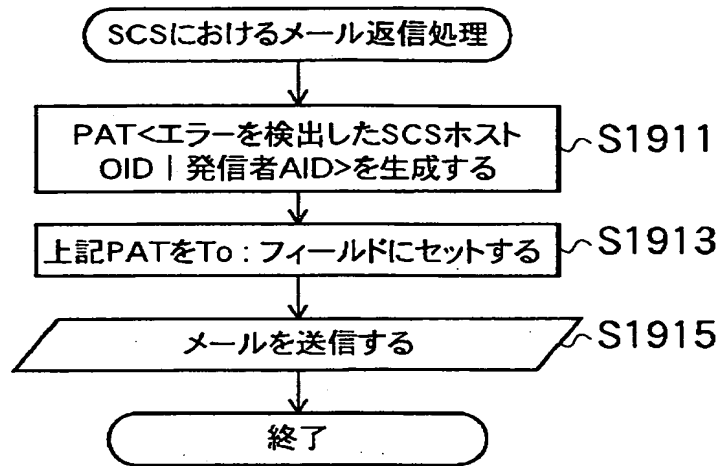 SCSにおけるメール返信処理
PAT<エラーを検出したSCSホスト
OID|発信者AID>を生成する
S1911
上記PATをTo:フィールドにセットする
S1913
メールを送信する
S1915
終了